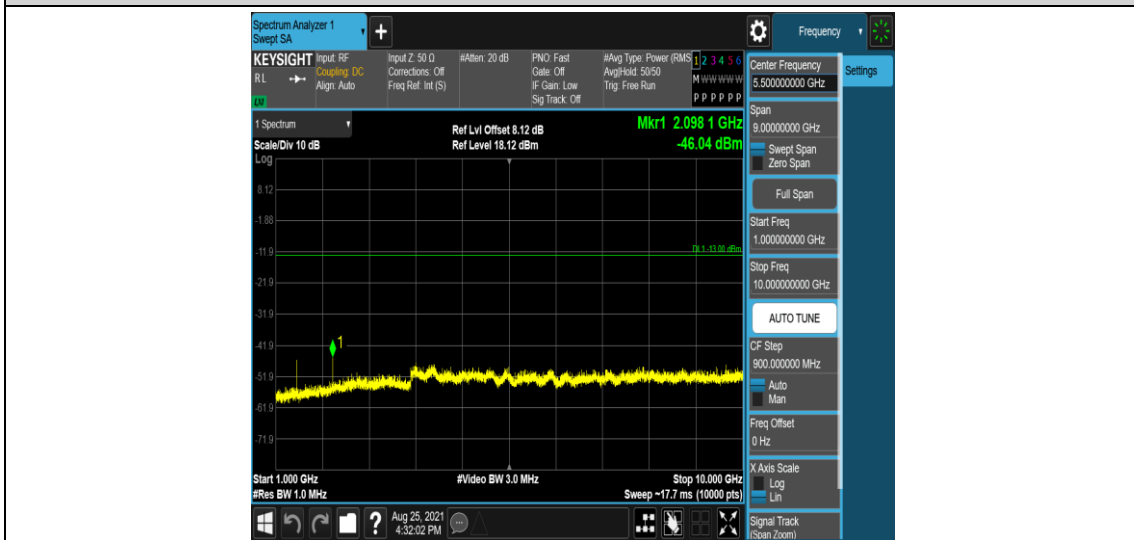 Spectrum Analyzer 1
Swept SA
+
Frequency
KEYSIGHT
RL
LXI
Input: RF
Coupling: DC
Align: Auto
Input Z: 50 Ω
Corrections: Off
Freq Ref: Int (S)
#Atten: 20 dB
PNO: Fast
Gate: Off
IF Gain: Low
Sig Track: Off
#Avg Type: Power (RMS
Avg|Hold: 50/50
Trig: Free Run
1 2 3 4 5 6
M W W W W W
P P P P P P
Center Frequency
5.500000000 GHz
Settings
Span
9.00000000 GHz
Swept Span
Zero Span
Full Span
Start Freq
1.000000000 GHz
Stop Freq
10.000000000 GHz
AUTO TUNE
CF Step
900.000000 MHz
Auto
Man
Freq Offset
0 Hz
X Axis Scale
Log
Lin
Signal Track
(Span Zoom)
1 Spectrum
Scale/Div 10 dB
Log
Ref Lvl Offset 8.12 dB
Ref Level 18.12 dBm
Mkr1 2.098 1 GHz
-46.04 dBm
8.12
-1.88
-11.9
DL1 -13.00 dBm
-21.9
-31.9
-41.9
1
-51.9
-61.9
-71.9
Start 1.000 GHz
#Video BW 3.0 MHz
Stop 10.000 GHz
#Res BW 1.0 MHz
Sweep ~17.7 ms (10000 pts)
?
Aug 25, 2021
4:32:02 PM